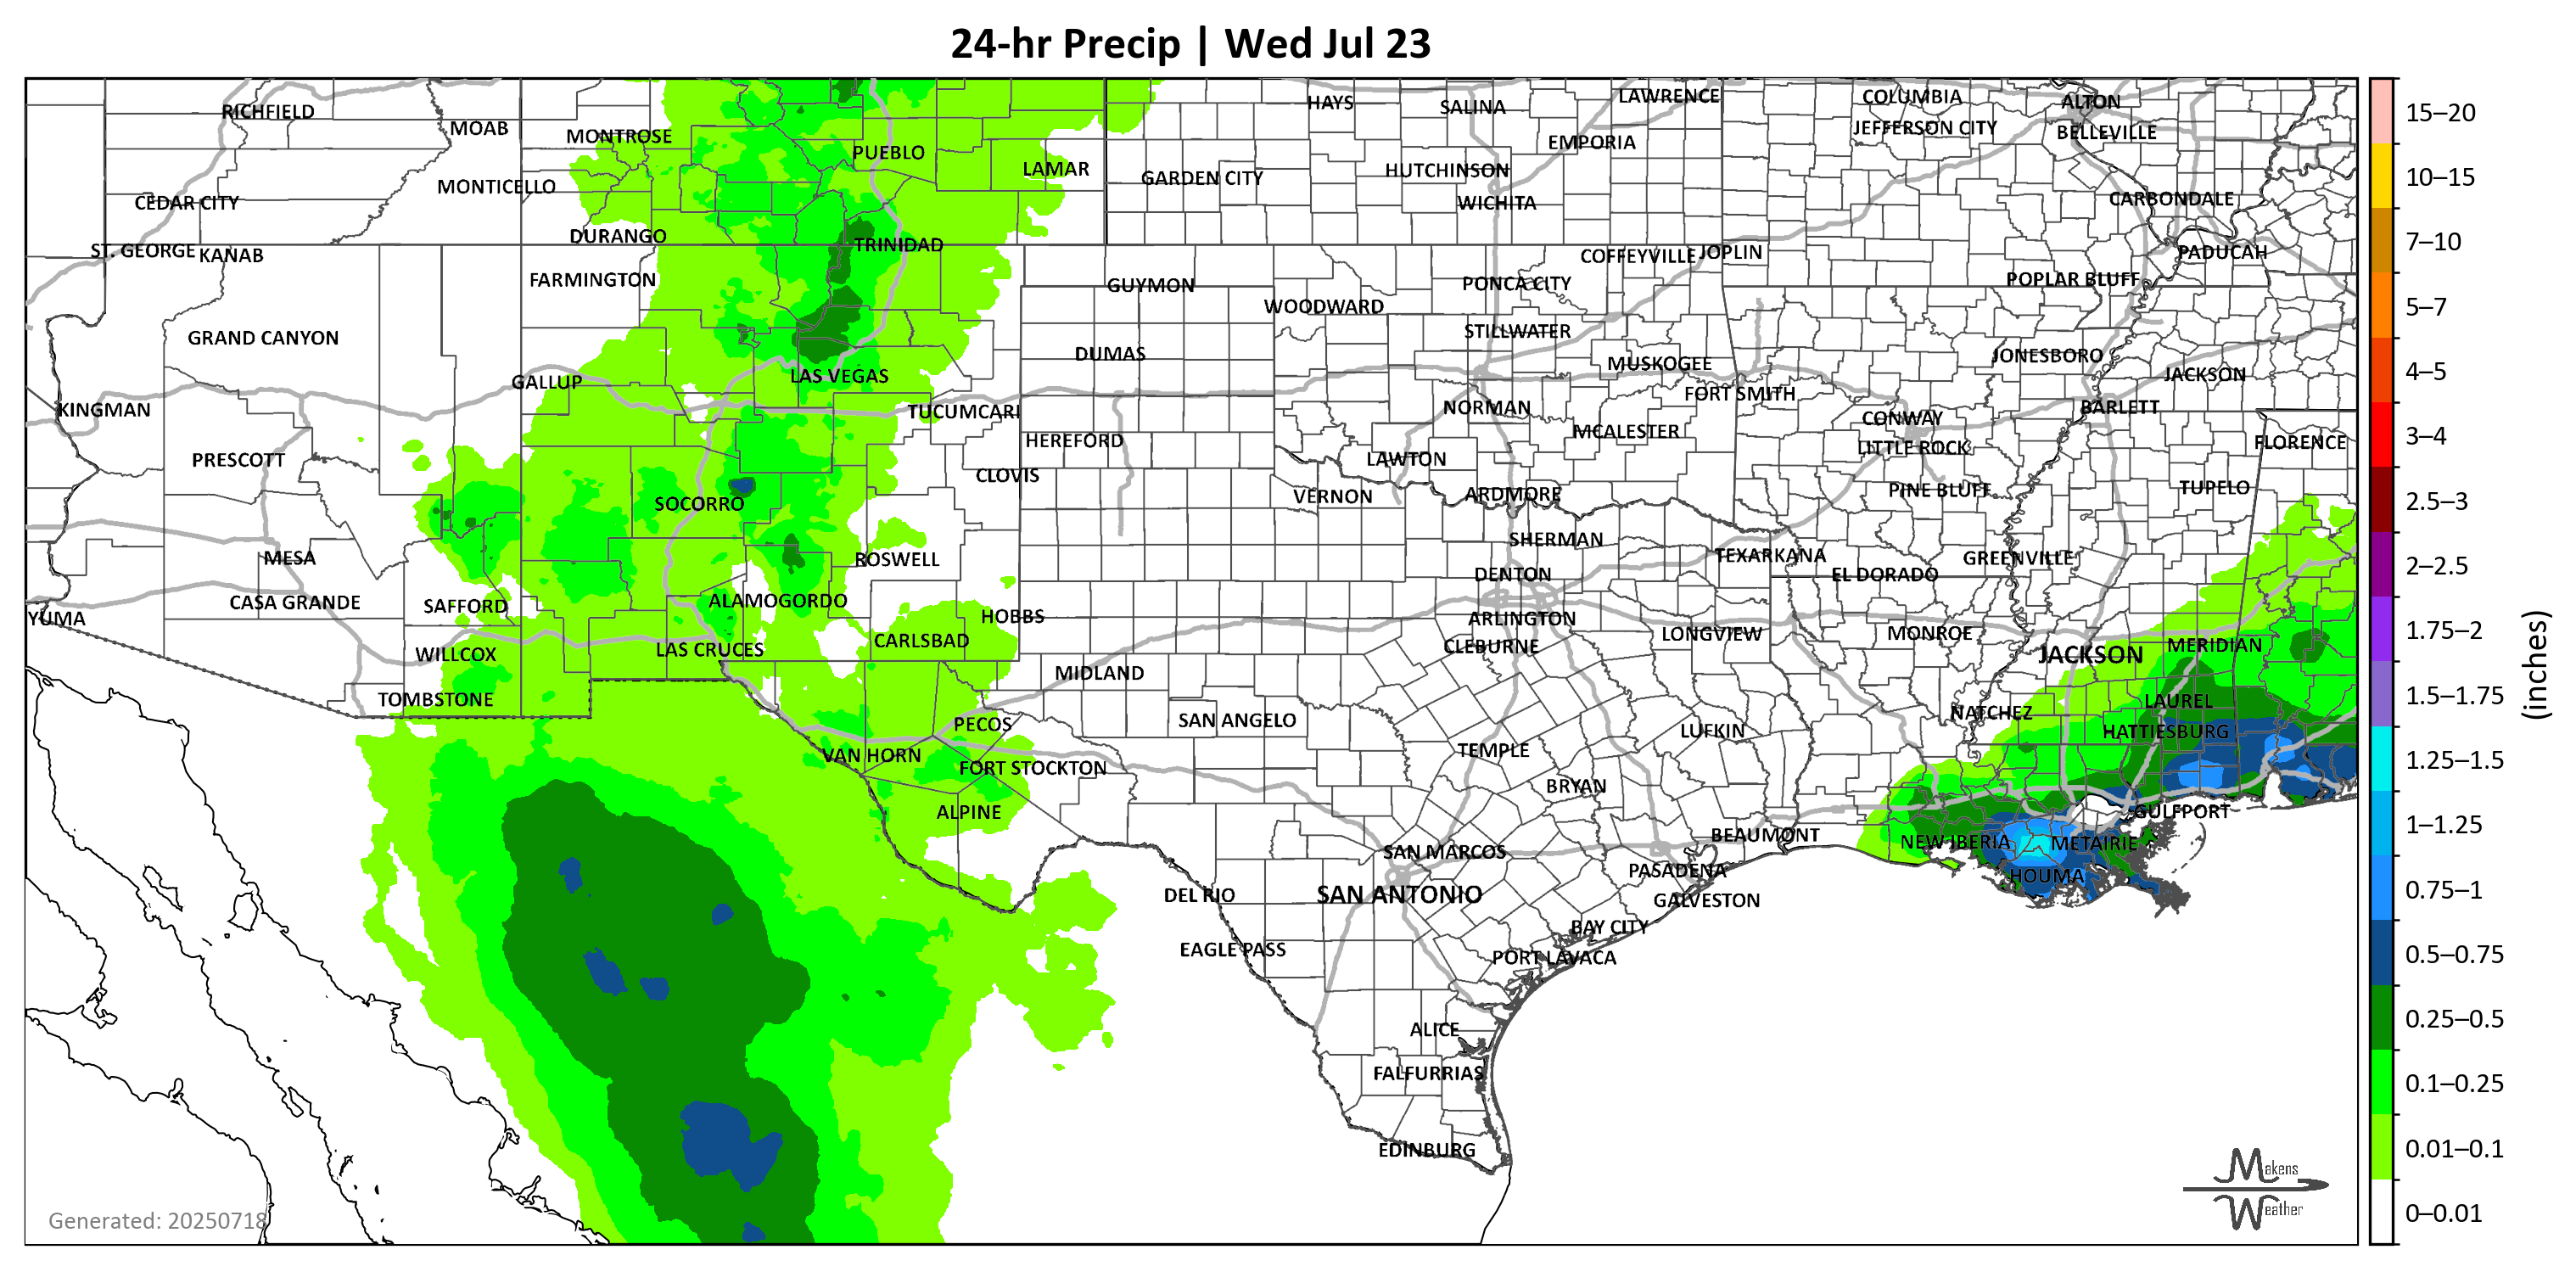 24-hr Precip | Wed Jul 23
RICHFIELD
MOAB
MONTROSE
PUEBLO
LAMAR
HAYS
SALINA
LAWRENCE
COLUMBIA
ALTON
JEFFERSON CITY
BELLEVILLE
EMPORIA
HUTCHINSON
GARDEN CITY
MONTICELLO
CEDAR CITY
WICHITA
CARBONDALE
DURANGO
TRINIDAD
ST. GEORGE
KANAB
COFFEYVILLE
JOPLIN
PADUCAH
FARMINGTON
GUYMON
PONCA CITY
POPLAR BLUFF
WOODWARD
GRAND CANYON
STILLWATER
DUMAS
MUSKOGEE
JONESBORO
LAS VEGAS
GALLUP
JACKSON
FORT SMITH
KINGMAN
TUCUMCARI
NORMAN
CONWAY
BARLETT
HEREFORD
MCALESTER
LITTLE ROCK
FLORENCE
PRESCOTT
LAWTON
CLOVIS
SOCORRO
VERNON
ARDMORE
PINE BLUFF
TUPELO
SHERMAN
MESA
ROSWELL
TEXARKANA
GREENVILLE
DENTON
EL DORADO
CASA GRANDE
SAFFORD
ALAMOGORDO
YUMA
HOBBS
ARLINGTON
CARLSBAD
LONGVIEW
MONROE
WILLCOX
LAS CRUCES
CLEBURNE
JACKSON
MERIDIAN
MIDLAND
TOMBSTONE
LAUREL
PECOS
SAN ANGELO
NATCHEZ
LUFKIN
HATTIESBURG
VAN HORN
FORT STOCKTON
TEMPLE
BRYAN
ALPINE
GULFPORT
BEAUMONT
NEW IBERIA
METAIRIE
SAN MARCOS
PASADENA
HOUMA
DEL RIO
SAN ANTONIO
GALVESTON
BAY CITY
EAGLE PASS
PORT LAVACA
ALICE
FALFURRIAS
EDINBURG
Generated: 20250718
Makens
Weather
15–20
10–15
7–10
5–7
4–5
3–4
2.5–3
2–2.5
1.75–2
1.5–1.75
1.25–1.5
1–1.25
0.75–1
0.5–0.75
0.25–0.5
0.1–0.25
0.01–0.1
0–0.01
(inches)